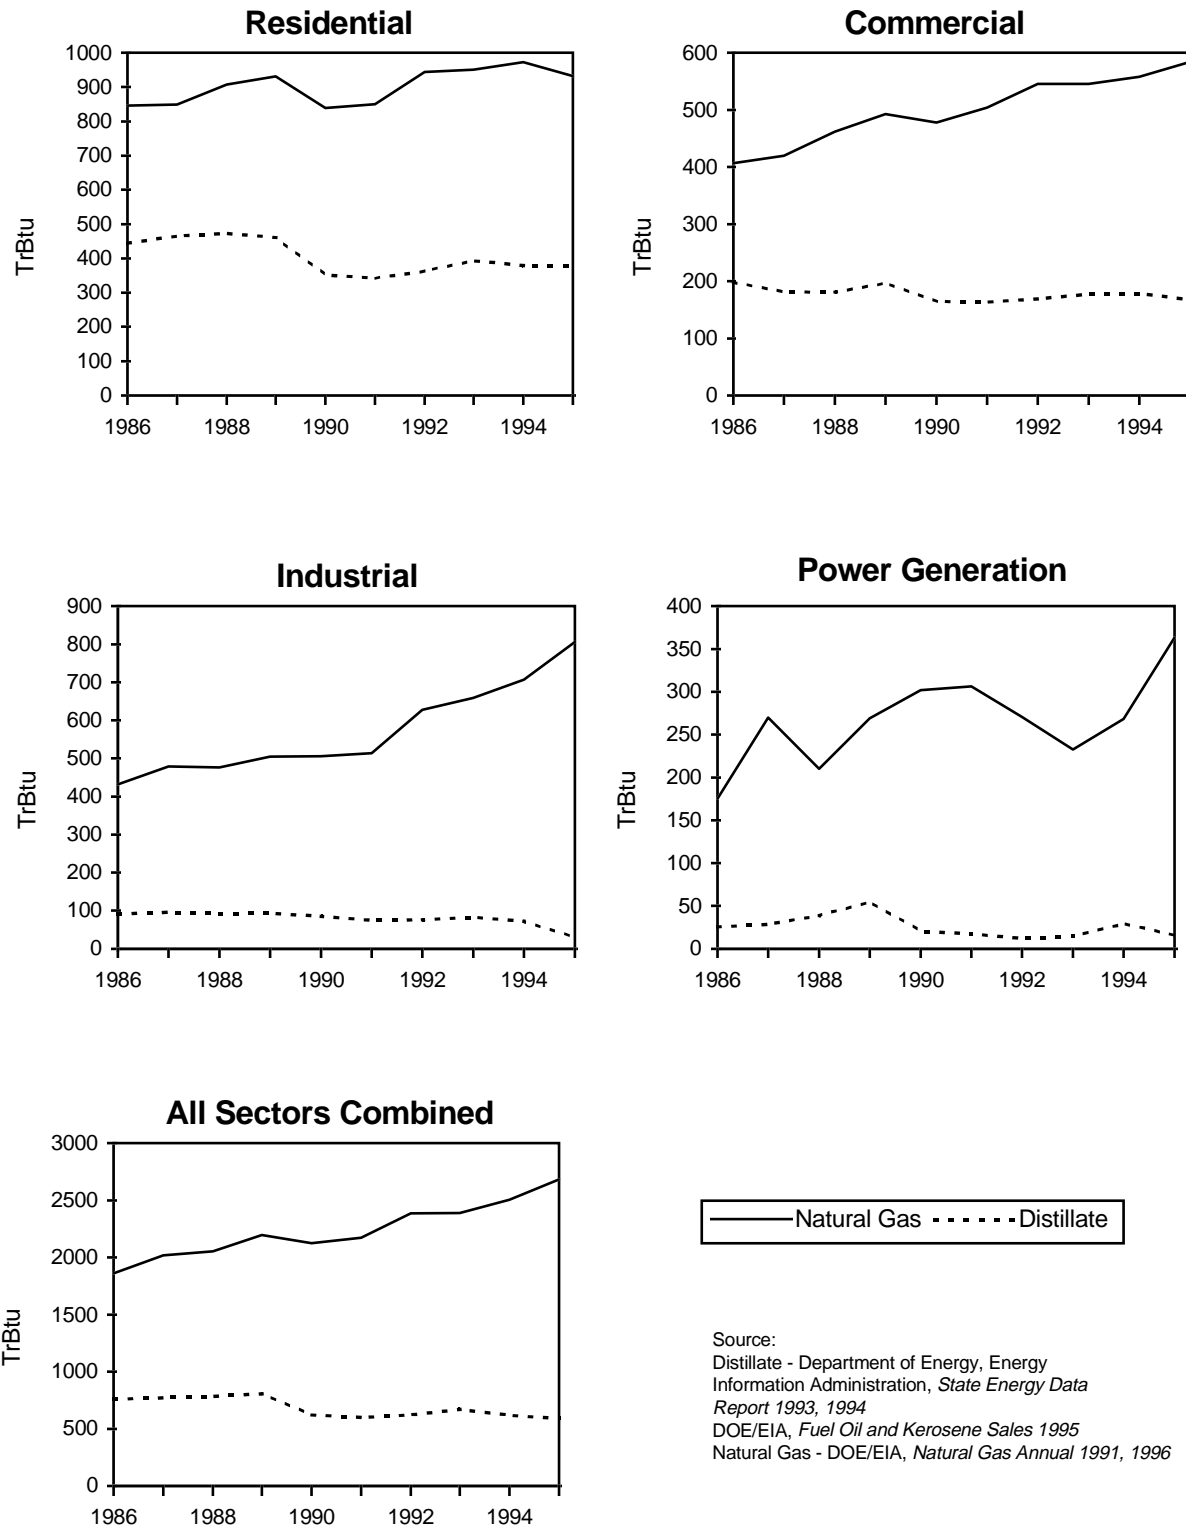 Residential
1000
900
800
700
600
500
400
300
200
100
0
TrBtu
1986 1988 1990 1992 1994
Commercial
600
500
400
300
200
100
0
TrBtu
1986 1988 1990 1992 1994
Industrial
900
800
700
600
500
400
300
200
100
0
TrBtu
1986 1988 1990 1992 1994
Power Generation
400
350
300
250
200
150
100
50
0
TrBtu
1986 1988 1990 1992 1994
All Sectors Combined
3000
2500
2000
1500
1000
500
0
TrBtu
1986 1988 1990 1992 1994
Natural Gas Distillate
Source:
Distillate - Department of Energy, Energy
Information Administration, State Energy Data
Report 1993, 1994
DOE/EIA, Fuel Oil and Kerosene Sales 1995
Natural Gas - DOE/EIA, Natural Gas Annual 1991, 1996